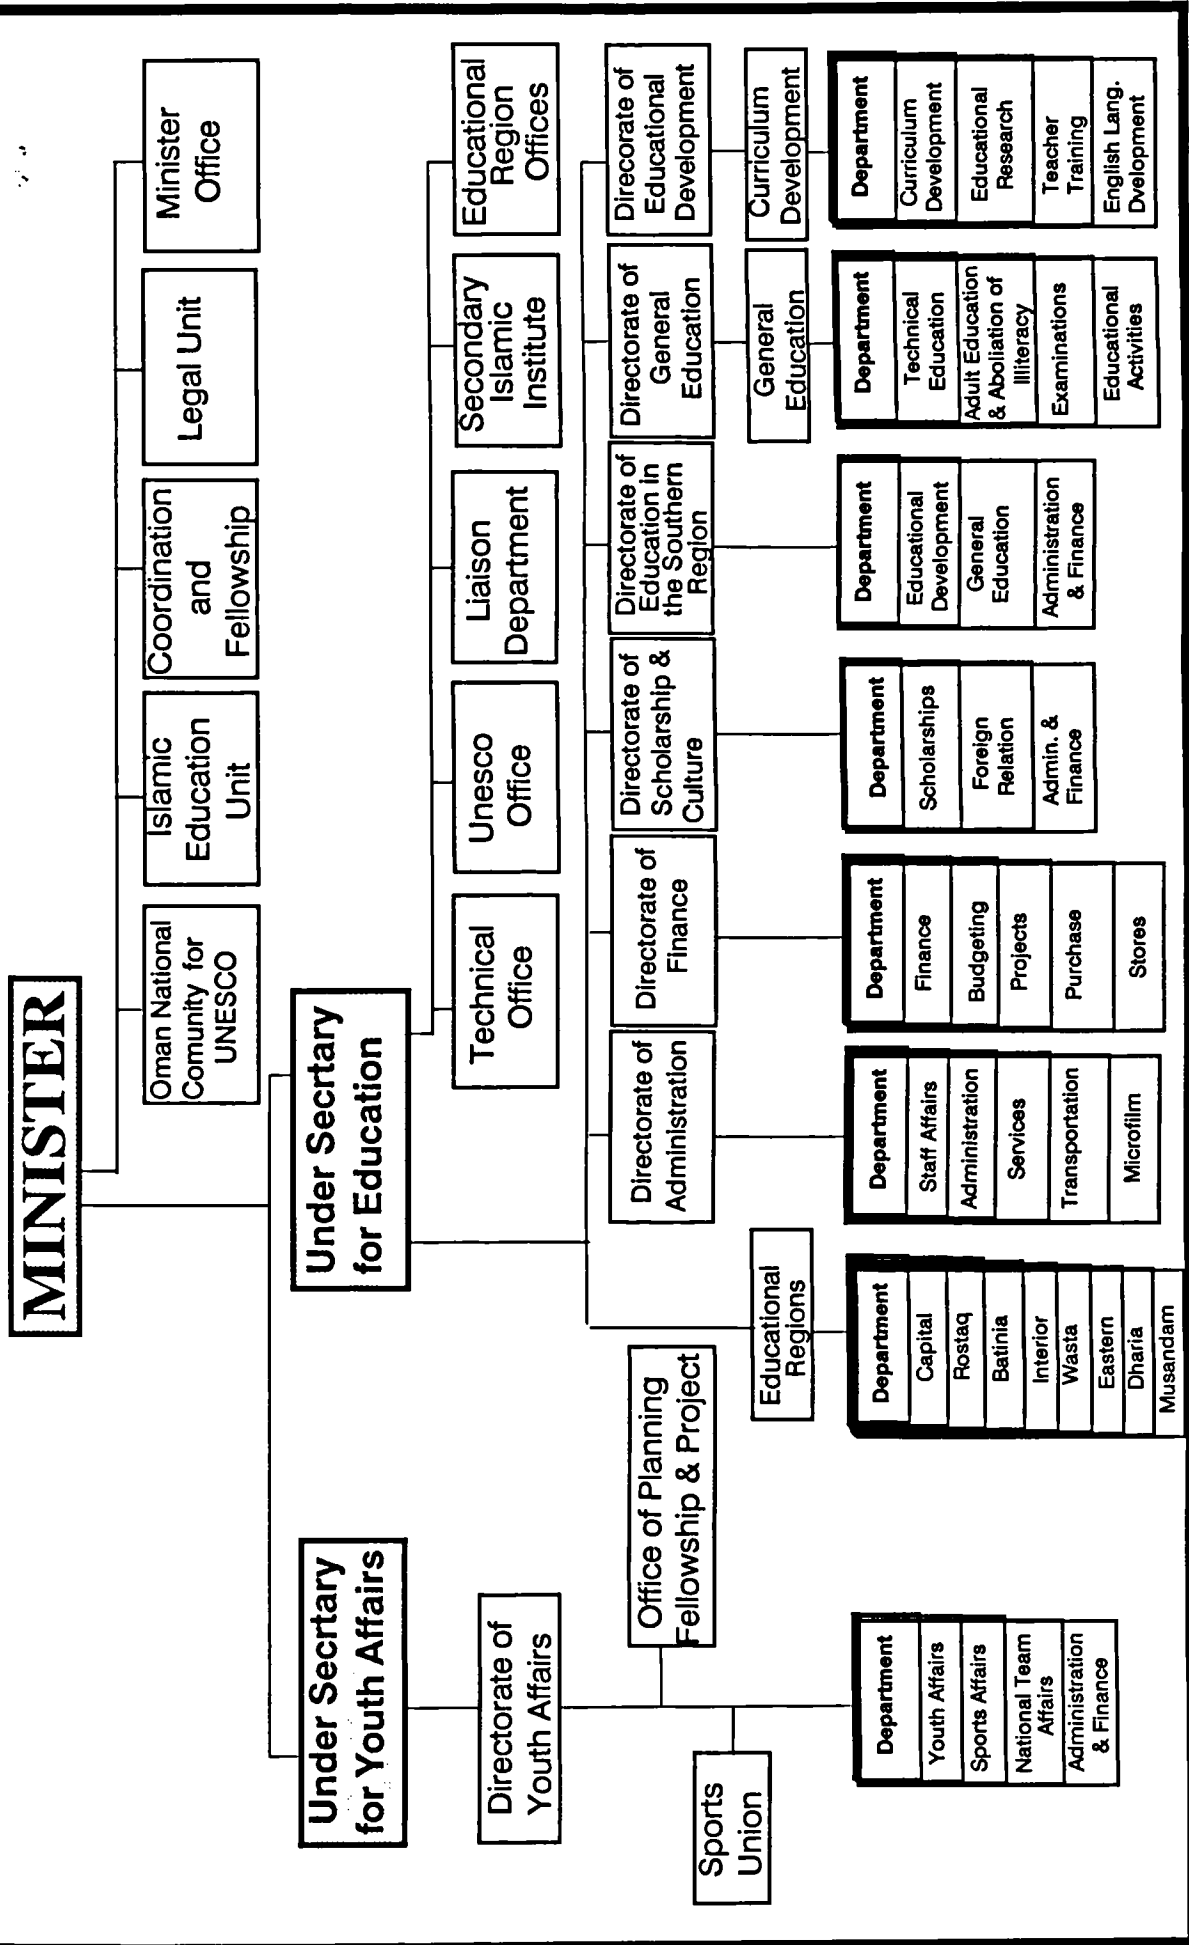 MINISTER
Oman National
Comunity for
UNESCO
Islamic
Education
Unit
Coordination
and
Fellowship
Legal Unit
Minister
Office
Under Secrtary
for Youth Affairs
Under Secrtary
for Education
Technical
Office
Unesco
Office
Liaison
Department
Secondary
Islamic
Institute
Educational
Region
Offices
Directorate of
Youth Affairs
Office of Planning
Fellowship & Project
Sports
Union
Directorate of
Administration
Directorate of
Finance
Directorate of
Scholarship &
Culture
Directorate of
Education in
the Southern
Region
Directorate of
General
Education
Direcorate of
Educational
Development
Educational
Regions
General
Education
Curriculum
Development
Department
Youth Affairs
Sports Affairs
National Team
Affairs
Administration
& Finance
Department
Capital
Rostaq
Batinia
Interior
Wasta
Eastern
Dharia
Musandam
Department
Staff Affairs
Administration
Services
Transportation
Microfilm
Department
Finance
Budgeting
Projects
Purchase
Stores
Department
Scholarships
Foreign
Relation
Admin. &
Finance
Department
Educational
Development
General
Education
Administration
& Finance
Department
Technical
Education
Adult Education
& Aboliation of
Illiteracy
Examinations
Educational
Activities
Department
Curriculum
Development
Educational
Research
Teacher
Training
English Lang.
Dvelopment